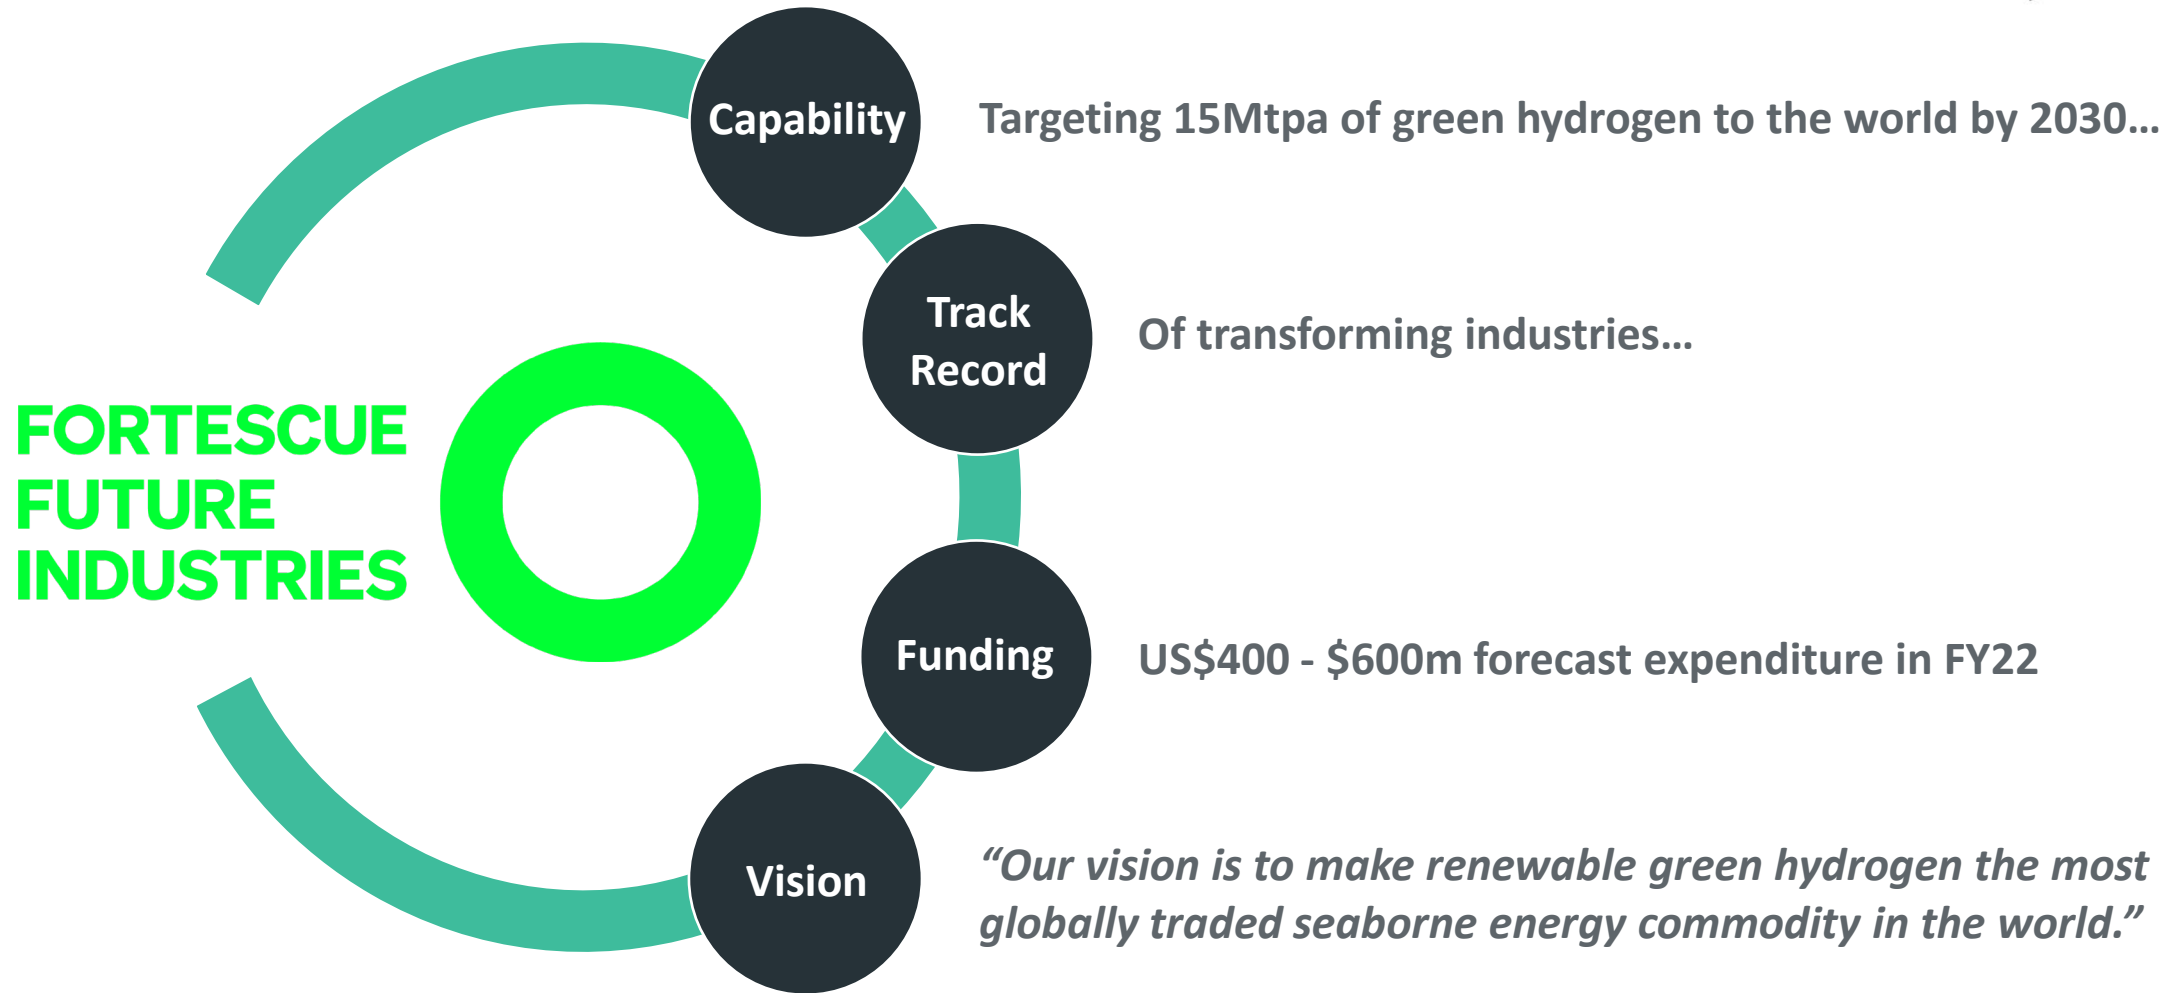 Capability
Targeting 15Mtpa of green hydrogen to the world by 2030…
Track
Record
Of transforming industries…
FORTESCUE
FUTURE
INDUSTRIES
Funding
US$400 - $600m forecast expenditure in FY22
Vision
“Our vision is to make renewable green hydrogen the most
globally traded seaborne energy commodity in the world.”